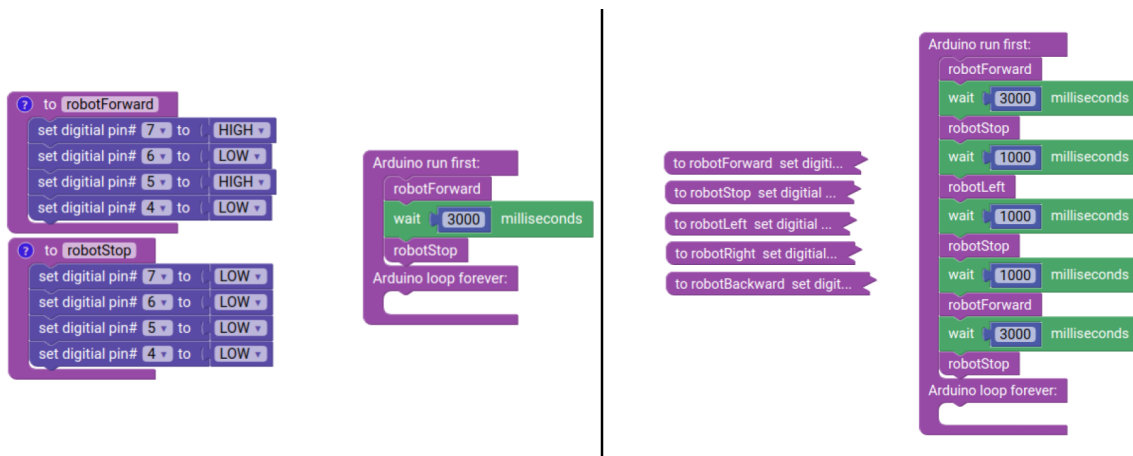 ? to robotForward
set digitial pin# 7 to HIGH
set digitial pin# 6 to LOW
set digitial pin# 5 to HIGH
set digitial pin# 4 to LOW
? to robotStop
set digitial pin# 7 to LOW
set digitial pin# 6 to LOW
set digitial pin# 5 to LOW
set digitial pin# 4 to LOW
Arduino run first:
robotForward
wait 3000 milliseconds
robotStop
Arduino loop forever:
to robotForward set digiti...
to robotStop set digitial ...
to robotLeft set digitial ...
to robotRight set digitial...
to robotBackward set digit...
Arduino run first:
robotForward
wait 3000 milliseconds
robotStop
wait 1000 milliseconds
robotLeft
wait 1000 milliseconds
robotStop
wait 1000 milliseconds
robotForward
wait 3000 milliseconds
robotStop
Arduino loop forever: